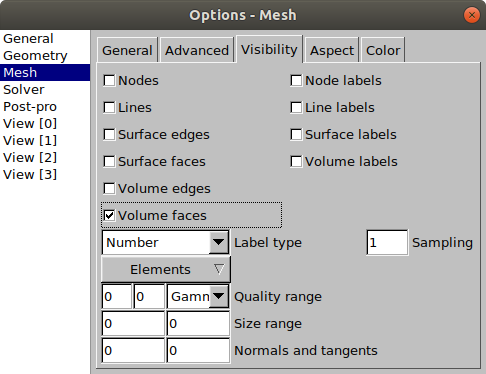 Options - Mesh
General
Geometry
Mesh
Solver
Post-pro
View [0]
View [1]
View [2]
View [3]
General Advanced Visibility Aspect Color
Nodes Node labels
Lines Line labels
Surface edges Surface labels
Surface faces Volume labels
Volume edges
Volume faces
Number Label type 1 Sampling
Elements
0 0 Gamm Quality range
0 0 Size range
0 0 Normals and tangents